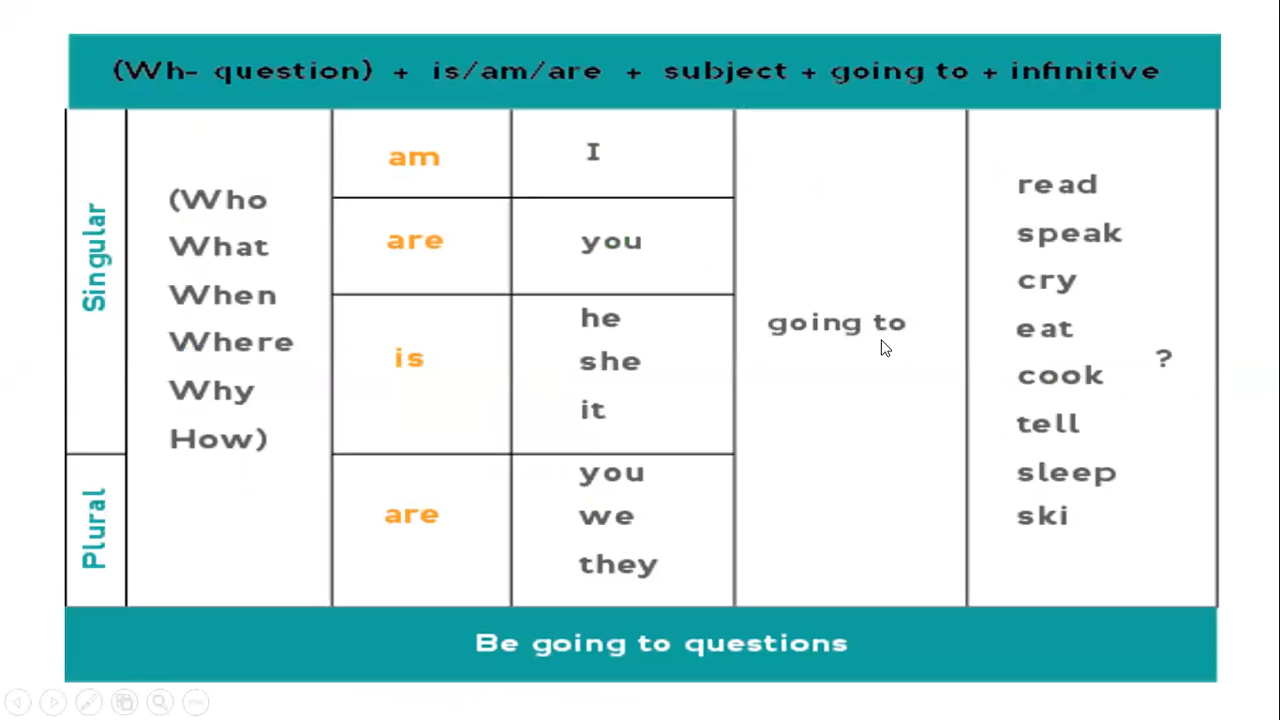 (Wh- question) + is/am/are + subject + going to + infinitive
Singular
(Who
What
When
Where
Why
How)
am
I
are
you
is
he
she
it
going to
read
speak
cry
eat
cook
tell
sleep
ski
?
Plural
are
you
we
they
Be going to questions